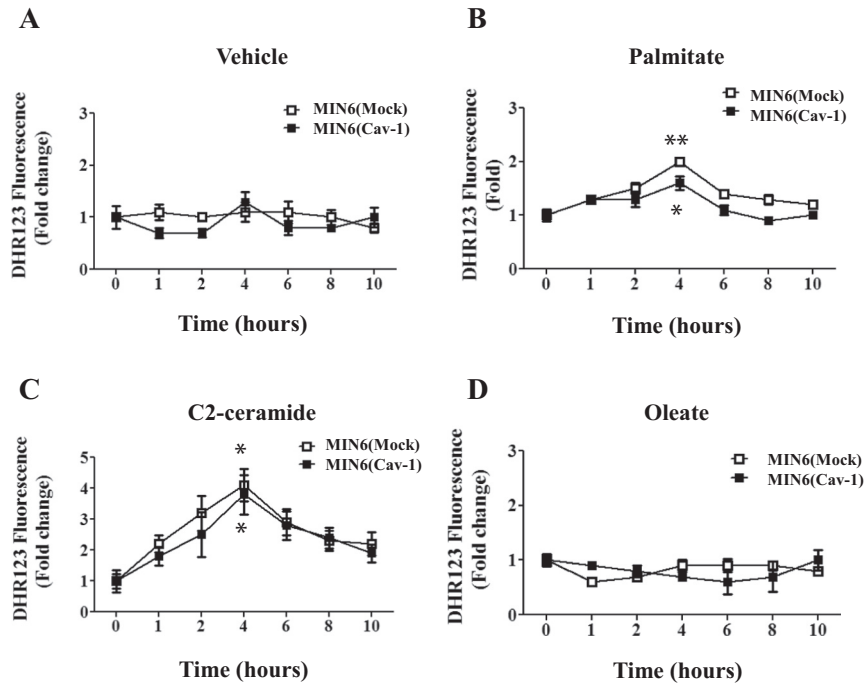 A
Vehicle
MIN6(Mock)
MIN6(Cav-1)
DHR123 Fluorescence
(Fold change)
3
2
1
0
0 1 2 4 6 8 10
Time (hours)
B
Palmitate
MIN6(Mock)
MIN6(Cav-1)
DHR123 Fluorescence
(Fold)
3
2
1
0
**
*
0 1 2 4 6 8 10
Time (hours)
C
C2-ceramide
MIN6(Mock)
MIN6(Cav-1)
DHR123 Fluorescence
(Fold change)
5
4
3
2
1
0
*
*
0 1 2 4 6 8 10
Time (hours)
D
Oleate
MIN6(Mock)
MIN6(Cav-1)
DHR123 Fluorescence
(Fold change)
3
2
1
0
0 1 2 4 6 8 10
Time (hours)